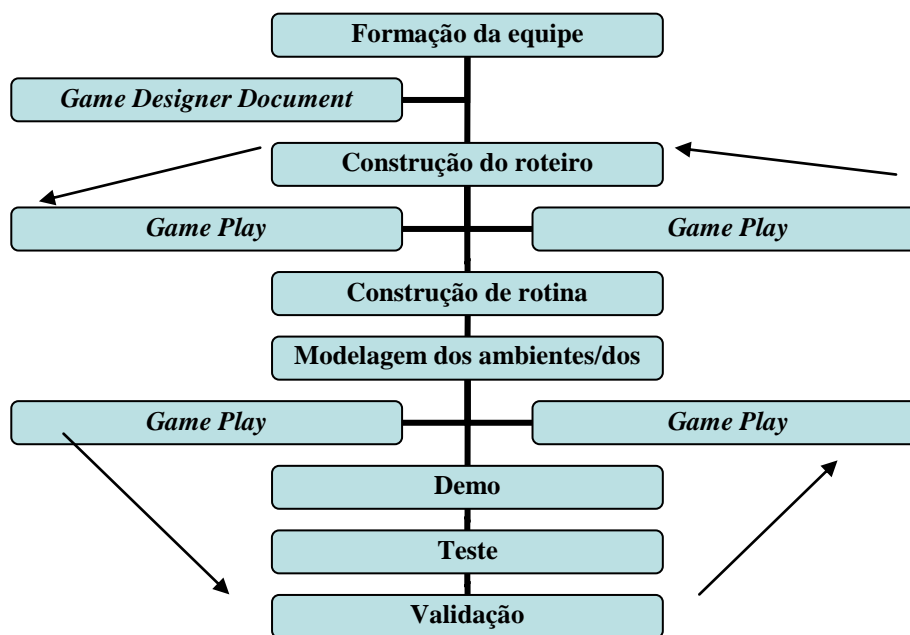 Formação da equipe
Game Designer Document
Construção do roteiro
Game Play
Game Play
Construção de rotina
Modelagem dos ambientes/dos
Game Play
Game Play
Demo
Teste
Validação